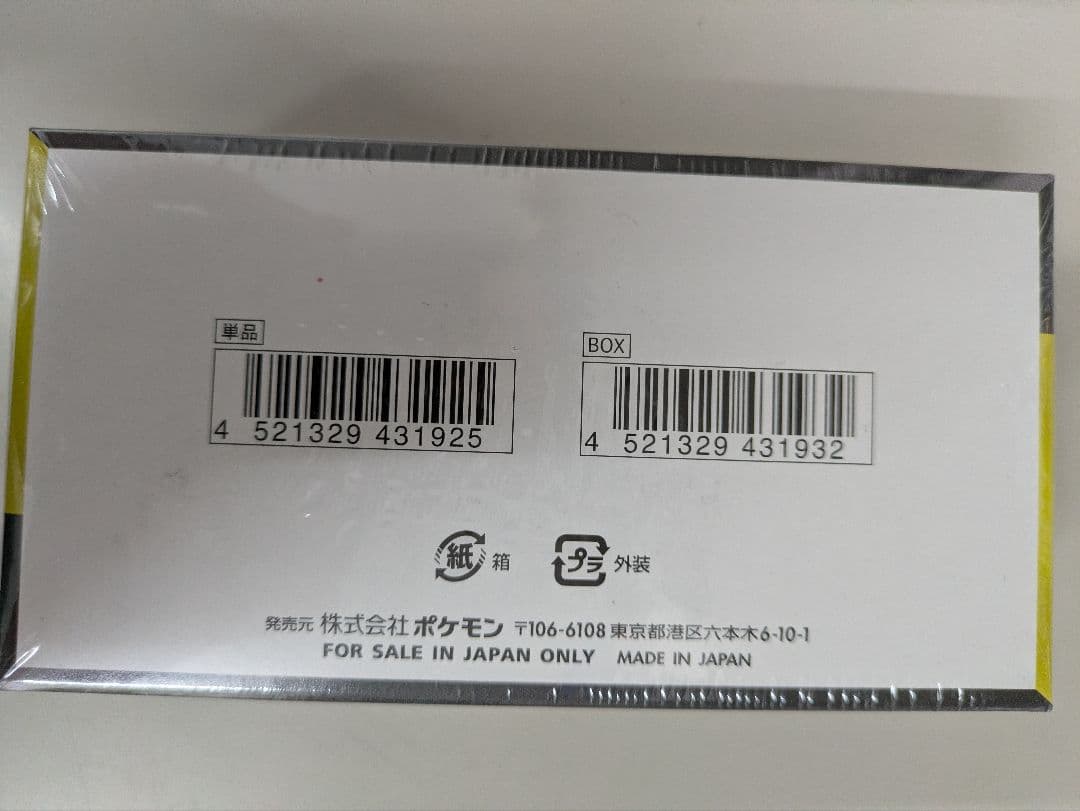 単品
4 521329 431925
BOX
4 521329 431932
紙 箱
プラ 外装
発売元 株式会社 ポケモン 〒106-6108 東京都港区六本木6-10-1
FOR SALE IN JAPAN ONLY MADE IN JAPAN